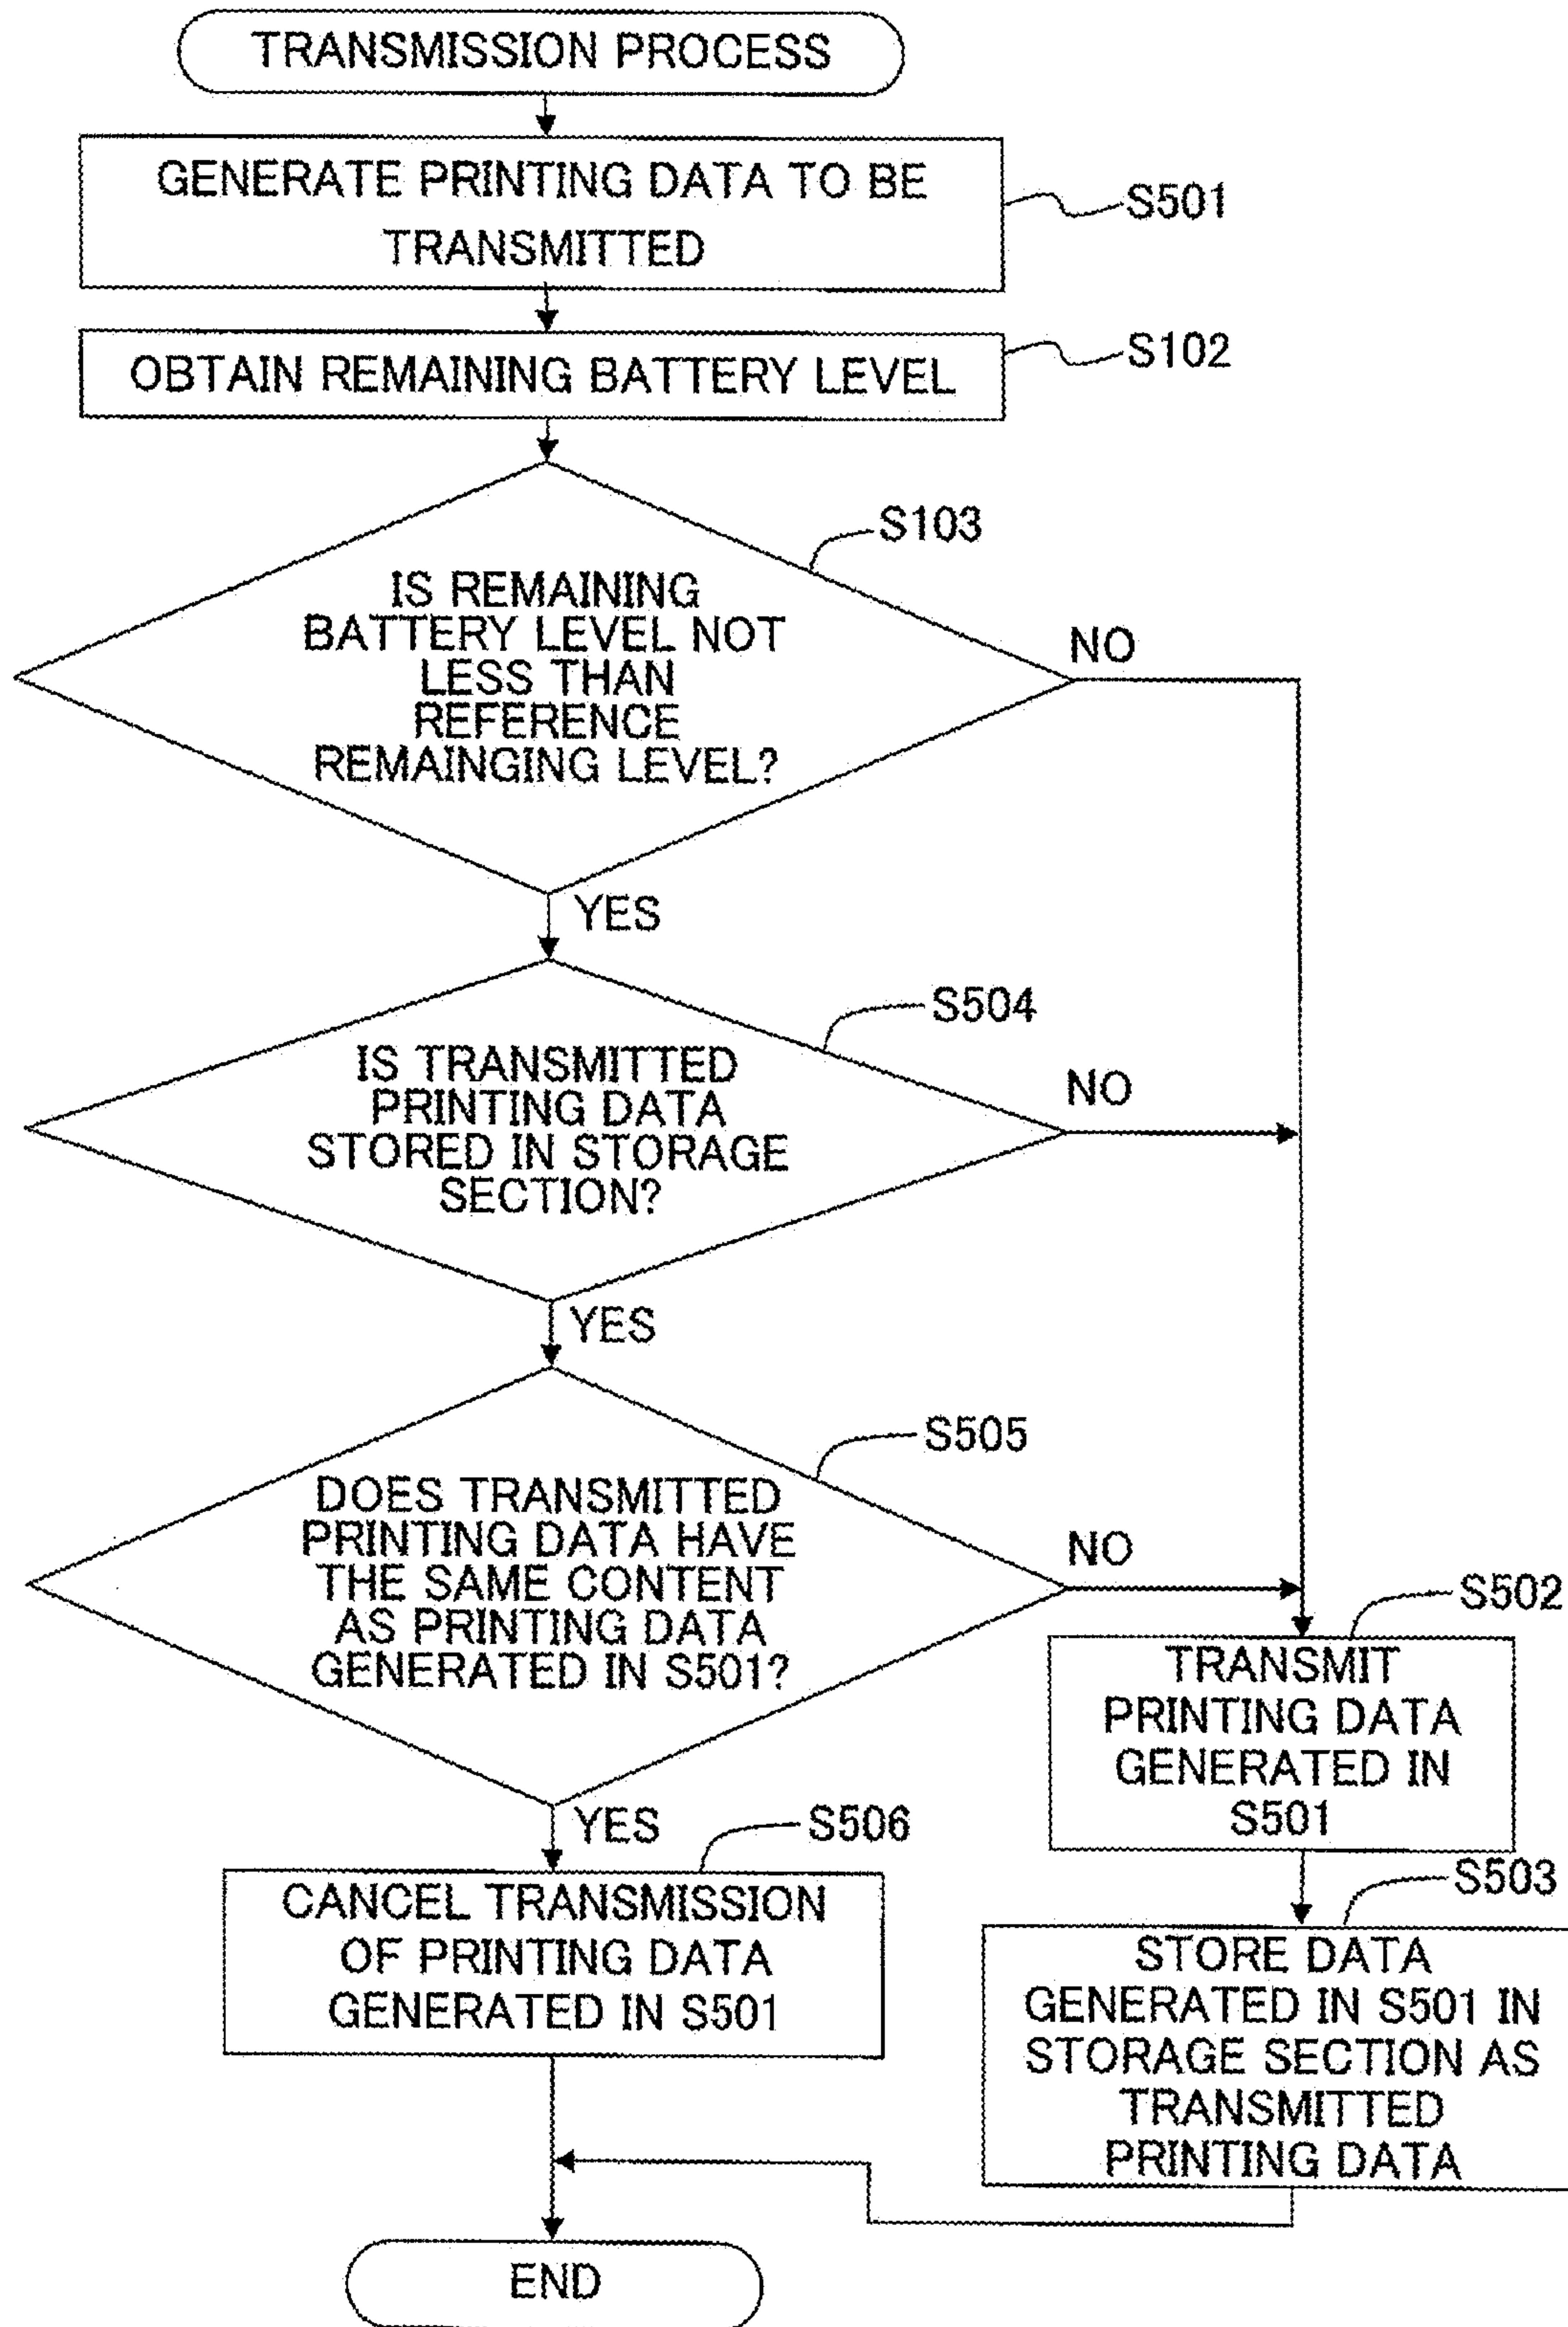 TRANSMISSION PROCESS
GENERATE PRINTING DATA TO BE
TRANSMITTED
S501
OBTAIN REMAINING BATTERY LEVEL
S102
S103
IS REMAINING
BATTERY LEVEL NOT
LESS THAN
REFERENCE
REMAINGING LEVEL?
NO
YES
S504
IS TRANSMITTED
PRINTING DATA
STORED IN STORAGE
SECTION?
NO
YES
S505
DOES TRANSMITTED
PRINTING DATA HAVE
THE SAME CONTENT
AS PRINTING DATA
GENERATED IN S501?
NO
YES
S502
TRANSMIT
PRINTING DATA
GENERATED IN
S501
S506
CANCEL TRANSMISSION
OF PRINTING DATA
GENERATED IN S501
S503
STORE DATA
GENERATED IN S501 IN
STORAGE SECTION AS
TRANSMITTED
PRINTING DATA
END